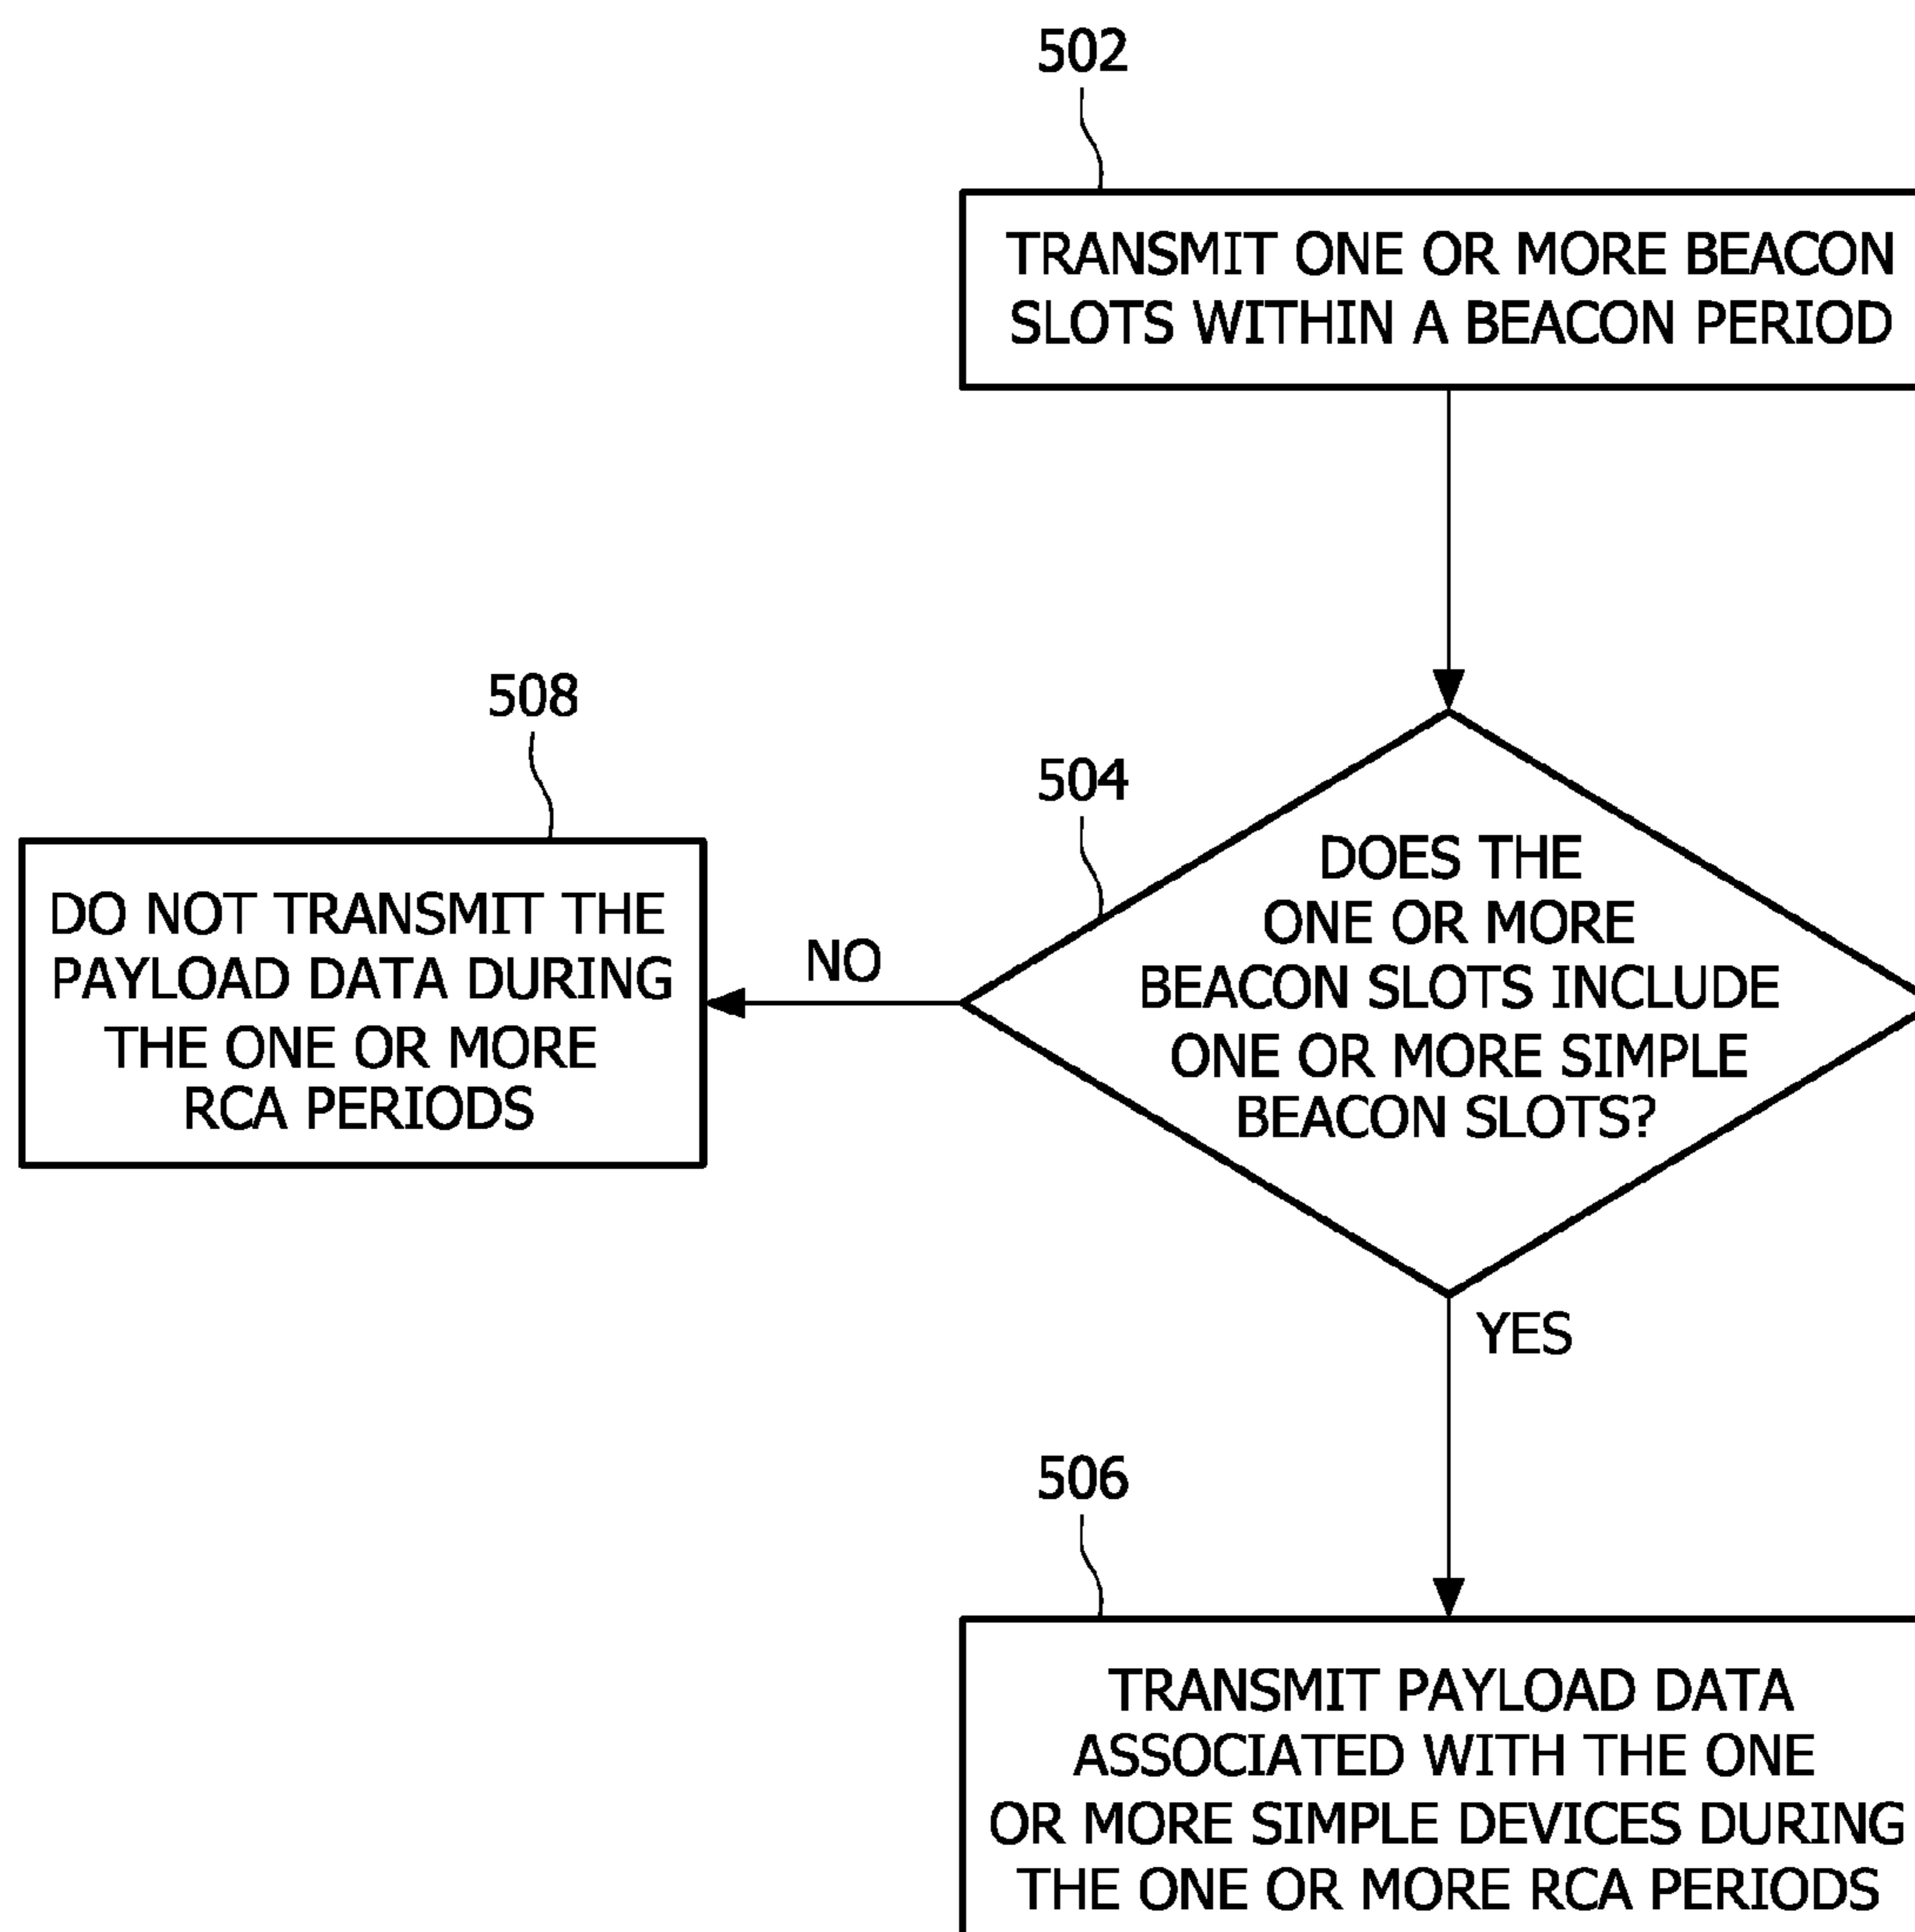 502
TRANSMIT ONE OR MORE BEACON
SLOTS WITHIN A BEACON PERIOD
508
504
DO NOT TRANSMIT THE
PAYLOAD DATA DURING
THE ONE OR MORE
RCA PERIODS
NO
DOES THE
ONE OR MORE
BEACON SLOTS INCLUDE
ONE OR MORE SIMPLE
BEACON SLOTS?
YES
506
TRANSMIT PAYLOAD DATA
ASSOCIATED WITH THE ONE
OR MORE SIMPLE DEVICES DURING
THE ONE OR MORE RCA PERIODS